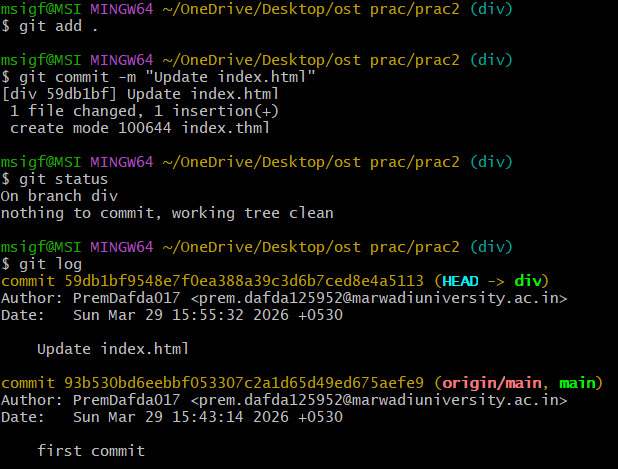 msigf@MSI MINGW64 ~/OneDrive/Desktop/ost prac/prac2 (div)
$ git add .
msigf@MSI MINGW64 ~/OneDrive/Desktop/ost prac/prac2 (div)
$ git commit -m "Update index.html"
[div 59db1bf] Update index.html
 1 file changed, 1 insertion(+)
 create mode 100644 index.thml
msigf@MSI MINGW64 ~/OneDrive/Desktop/ost prac/prac2 (div)
$ git status
On branch div
nothing to commit, working tree clean
msigf@MSI MINGW64 ~/OneDrive/Desktop/ost prac/prac2 (div)
$ git log
commit 59db1bf9548e7f0ea388a39c3d6b7ced8e4a5113 (HEAD -> div)
Author: PremDafda017 <prem.dafda125952@marwadiuniversity.ac.in>
Date:   Sun Mar 29 15:55:32 2026 +0530
    Update index.html
commit 93b530bd6eebbf053307c2a1d65d49ed675aefe9 (origin/main, main)
Author: PremDafda017 <prem.dafda125952@marwadiuniversity.ac.in>
Date:   Sun Mar 29 15:43:14 2026 +0530
    first commit